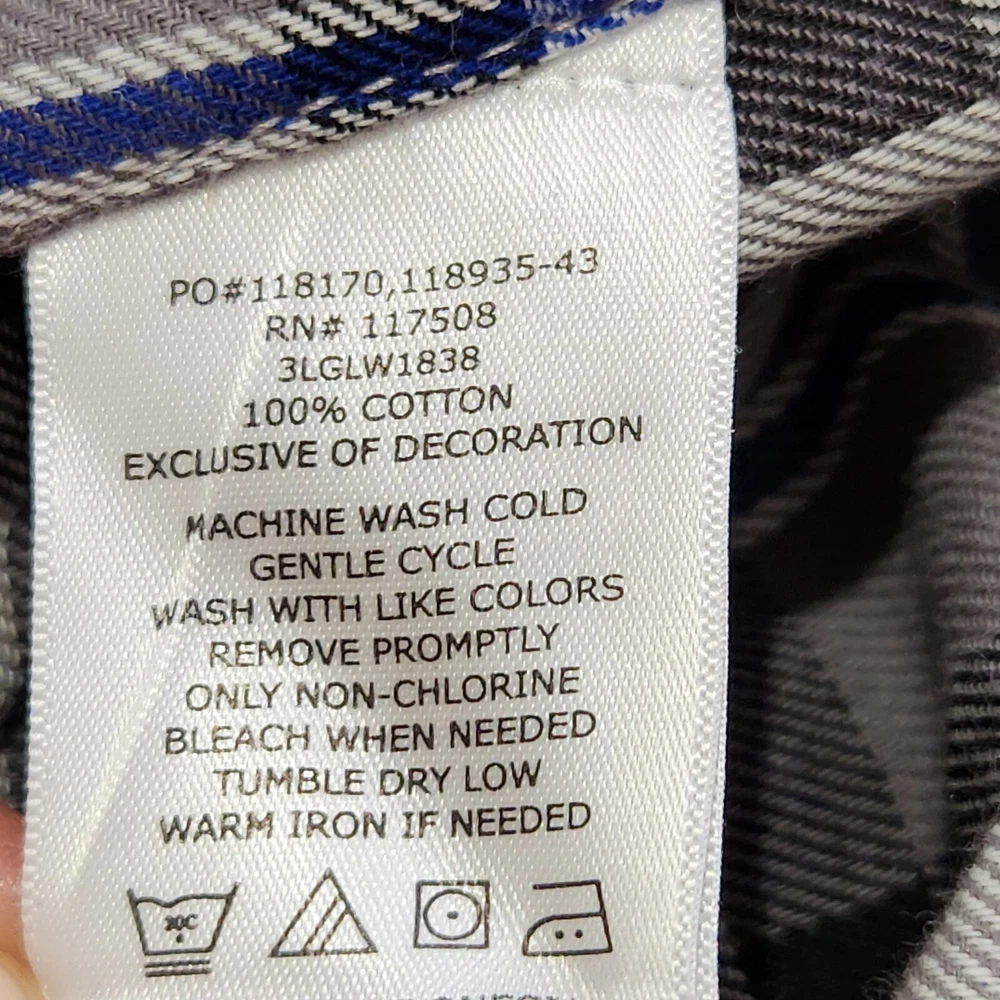 PO#118170,118935-43
RN# 117508
3LGLW1838
100% COTTON
EXCLUSIVE OF DECORATION
MACHINE WASH COLD
GENTLE CYCLE
WASH WITH LIKE COLORS
REMOVE PROMPTLY
ONLY NON-CHLORINE
BLEACH WHEN NEEDED
TUMBLE DRY LOW
WARM IRON IF NEEDED